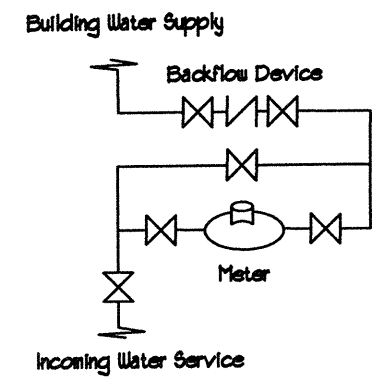 Building Water Supply
Backflow Device
Meter
Incoming Water Service